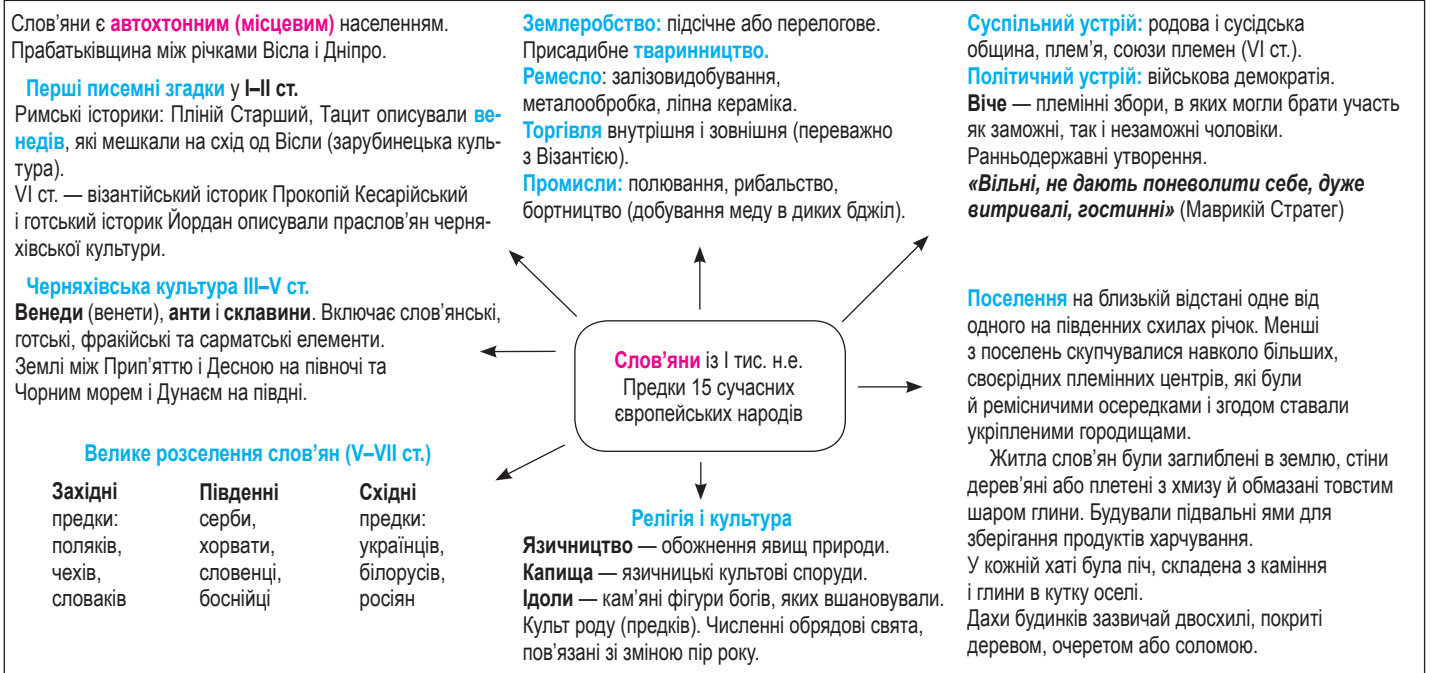 Слов’яни є автохтонним (місцевим) населенням.
Прабатьківщина між річками Вісла і Дніпро.
Перші писемні згадки у I–II ст.
Римські історики: Пліній Старший, Тацит описували ве-
недів, які мешкали на схід од Вісли (зарубинецька куль-
тура).
VI ст. — візантійський історик Прокопій Кесарійський
і готський історик Йордан описували праслов’ян черня-
хівської культури.
Черняхівська культура III–V ст.
Венеди (венети), анти і склавини. Включає слов’янські,
готські, фракійські та сарматські елементи.
Землі між Прип’яттю і Десною на півночі та
Чорним морем і Дунаєм на півдні.
Велике розселення слов’ян (V–VII ст.)
Західні
предки:
поляків,
чехів,
словаків
Південні
серби,
хорвати,
словенці,
боснійці
Східні
предки:
українців,
білорусів,
росіян
Землеробство: підсічне або перелогове.
Присадибне тваринництво.
Ремесло: залізовидобування,
металообробка, ліпна кераміка.
Торгівля внутрішня і зовнішня (переважно
з Візантією).
Промисли: полювання, рибальство,
бортництво (добування меду в диких бджіл).
Слов’яни із I тис. н.е.
Предки 15 сучасних
європейських народів
Релігія і культура
Язичництво — обожнення явищ природи.
Капища — язичницькі культові споруди.
Ідоли — кам’яні фігури богів, яких вшановували.
Культ роду (предків). Численні обрядові свята,
пов’язані зі зміною пір року.
Суспільний устрій: родова і сусідська
община, плем’я, союзи племен (VI ст.).
Політичний устрій: військова демократія.
Віче — племінні збори, в яких могли брати участь
як заможні, так і незаможні чоловіки.
Ранньодержавні утворення.
«Вільні, не дають поневолити себе, дуже
витривалі, гостинні» (Маврикій Стратег)
Поселення на близькій відстані одне від
одного на південних схилах річок. Менші
з поселень скупчувалися навколо більших,
своєрідних племінних центрів, які були
й ремісничими осередками і згодом ставали
укріпленими городищами.
Житла слов’ян були заглиблені в землю, стіни
дерев’яні або плетені з хмизу й обмазані товстим
шаром глини. Будували підвальні ями для
зберігання продуктів харчування.
У кожній хаті була піч, складена з каміння
і глини в кутку оселі.
Дахи будинків зазвичай двосхилі, покриті
деревом, очеретом або соломою.